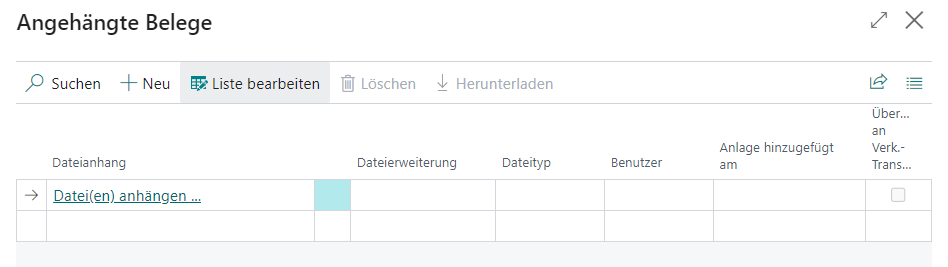 Angehängte Belege
Suchen Neu Liste bearbeiten Löschen Herunterladen
Dateianhang Dateierweiterung Dateityp Benutzer Anlage hinzugefügt am Über... an Verk.- Trans...
Datei(en) anhängen ...